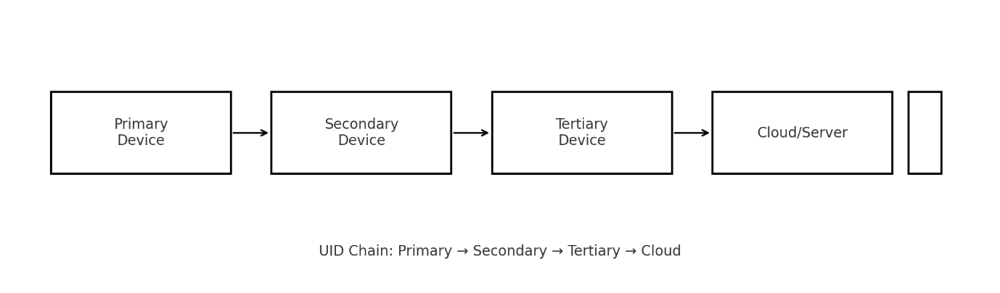 Primary
Device
Secondary
Device
Tertiary
Device
Cloud/Server
UID Chain: Primary → Secondary → Tertiary → Cloud